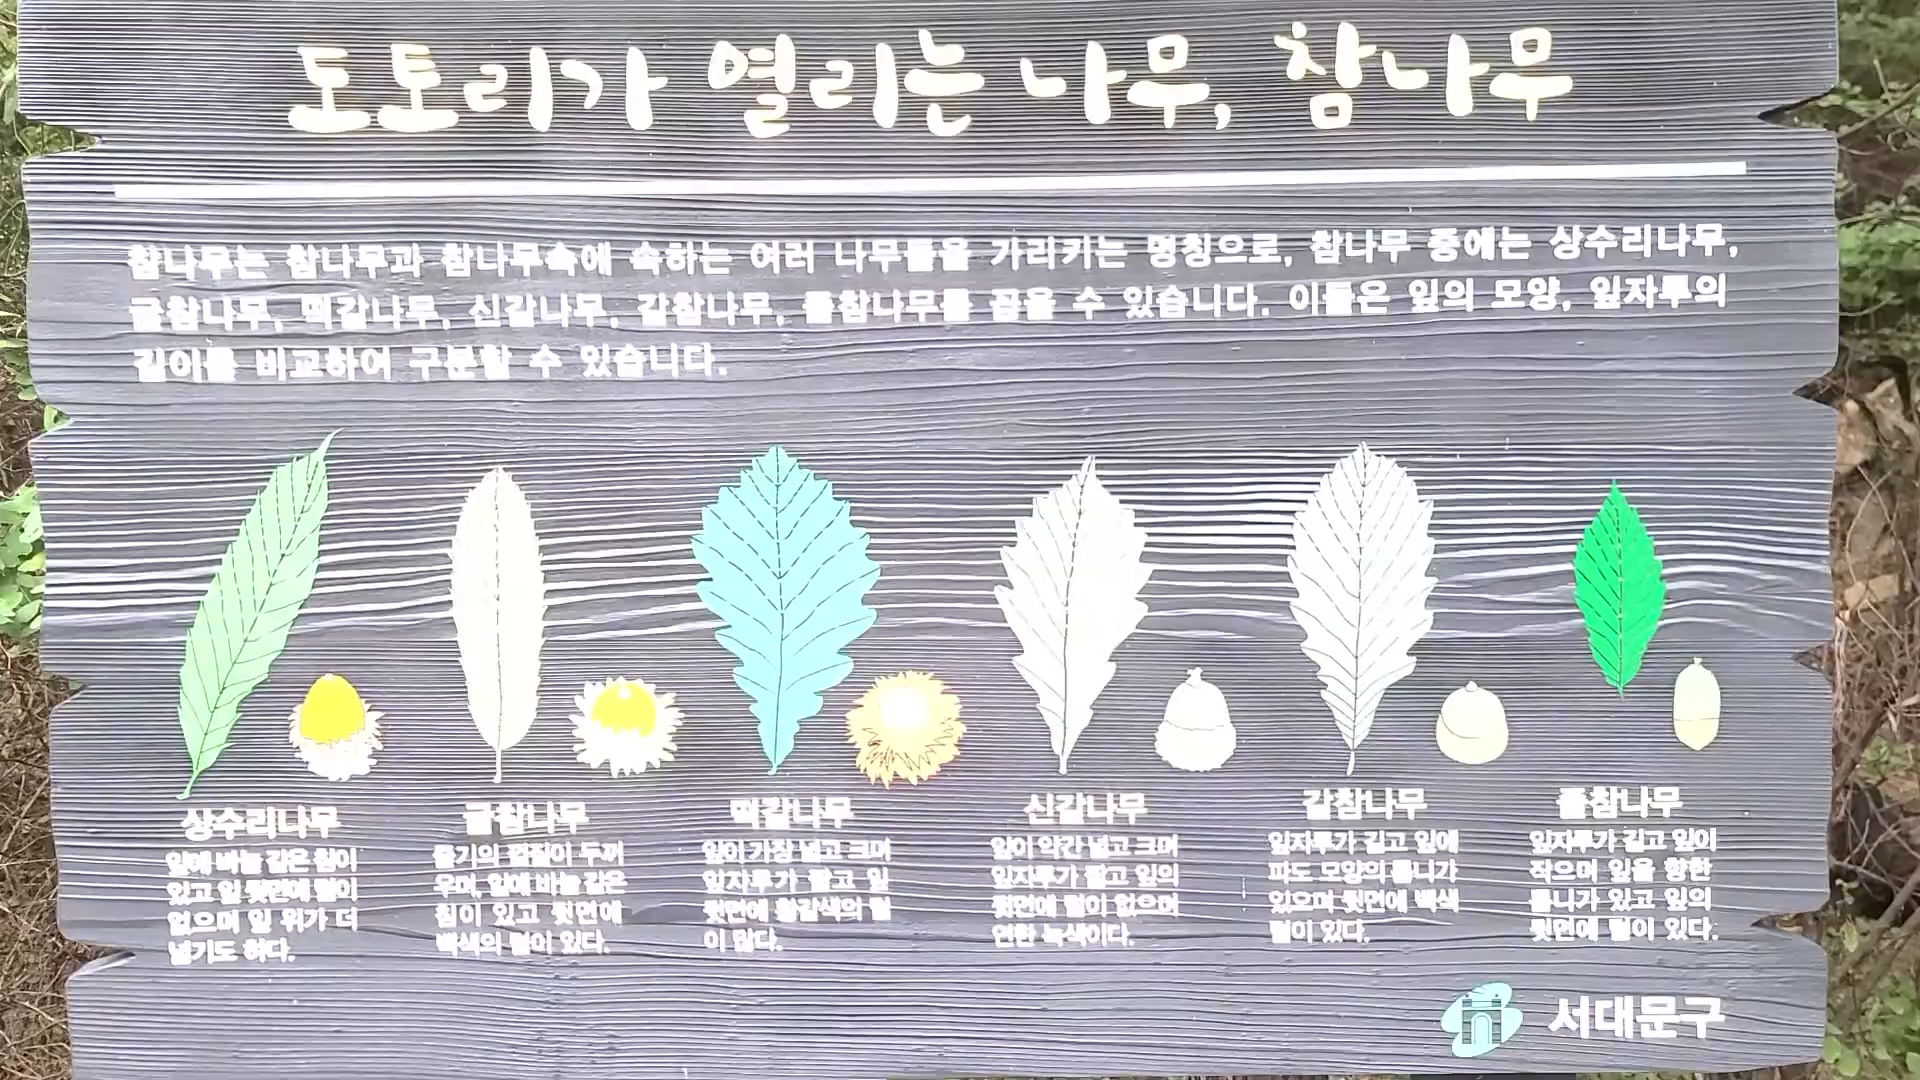 도토리가 열리는 나무, 참나무
참나무는 참나무과 참나무속에 속하는 여러 나무들을 가리키는 명칭으로, 참나무 중에는 상수리나무,
굴참나무, 떡갈나무, 신갈나무, 갈참나무, 졸참나무를 꼽을 수 있습니다. 이들은 잎의 모양, 잎자루의
길이를 비교하여 구분할 수 있습니다.
상수리나무
잎에 바늘 같은 침이
있고 잎 뒷면에 털이
없으며 잎 위가 더
넓기도 하다.
굴참나무
줄기의 껍질이 두꺼
우며, 잎에 바늘 같은
침이 있고 뒷면에
백색의 털이 있다.
떡갈나무
잎이 가장 넓고 크며
잎자루가 짧고 잎
뒷면에 황갈색의 털
이 많다.
신갈나무
잎이 약간 넓고 크며
잎자루가 짧고 잎의
뒷면에 털이 없으며
연한 녹색이다.
갈참나무
잎자루가 길고 잎에
파도 모양의 톱니가
있으며 뒷면에 백색
털이 있다.
졸참나무
잎자루가 길고 잎이
작으며 잎을 향한
톱니가 있고 잎의
뒷면에 털이 있다.
서대문구